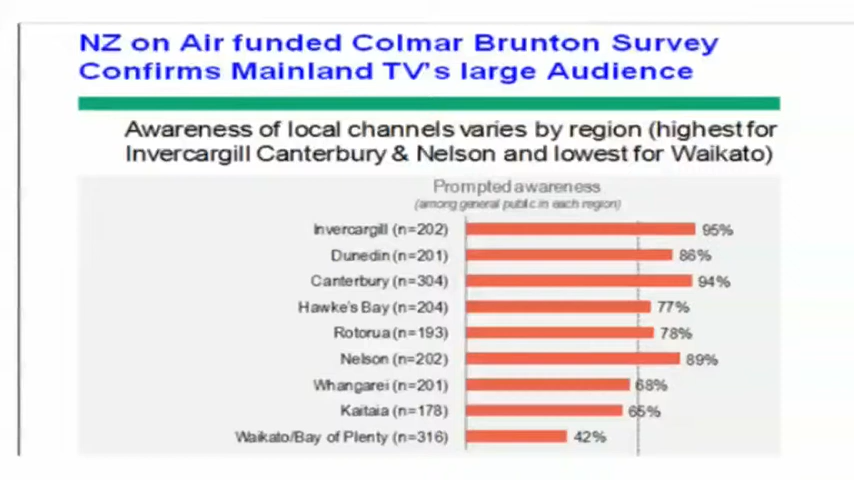 NZ on Air funded Colmar Brunton Survey
Confirms Mainland TV's large Audience
Awareness of local channels varies by region (highest for
Invercargill Canterbury & Nelson and lowest for Waikato)
Prompted awareness
(among general public in each region)
Invercargill (n=202) 95%
Dunedin (n=201) 86%
Canterbury (n=304) 94%
Hawke's Bay (n=204) 77%
Rotorua (n=193) 78%
Nelson (n=202) 89%
Whangarei (n=201) 68%
Kaitaia (n=178) 65%
Waikato/Bay of Plenty (n=316) 42%